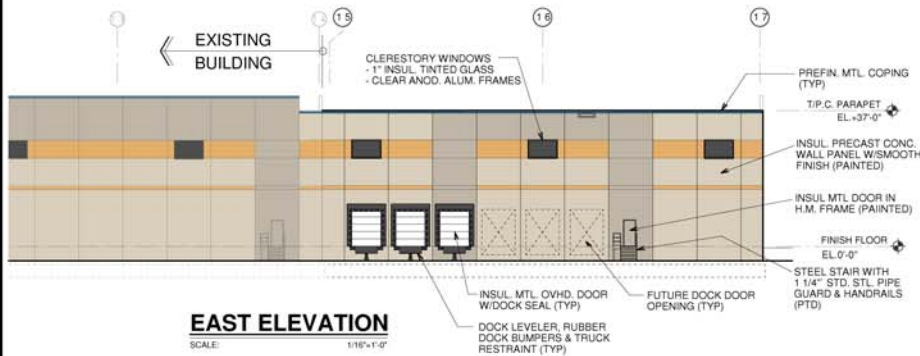 15
16
17
EXISTING
BUILDING
CLERESTORY WINDOWS
- 1" INSUL. TINTED GLASS
- CLEAR ANOD. ALUM. FRAMES
PREFIN. MTL. COPING
(TYP)
T/P.C. PARAPET
EL.+37'-0"
INSUL. PRECAST CONC.
WALL PANEL W/SMOOTH
FINISH (PAINTED)
INSUL MTL DOOR IN
H.M. FRAME (PAIINTED)
FINISH FLOOR
EL.0'-0"
STEEL STAIR WITH
1 1/4" STD. STL. PIPE
GUARD & HANDRAILS
(PTD)
INSUL. MTL. OVHD. DOOR
W/DOCK SEAL (TYP)
FUTURE DOCK DOOR
OPENING (TYP)
DOCK LEVELER, RUBBER
DOCK BUMPERS & TRUCK
RESTRAINT (TYP)
EAST ELEVATION
SCALE: 1/16"=1'-0"